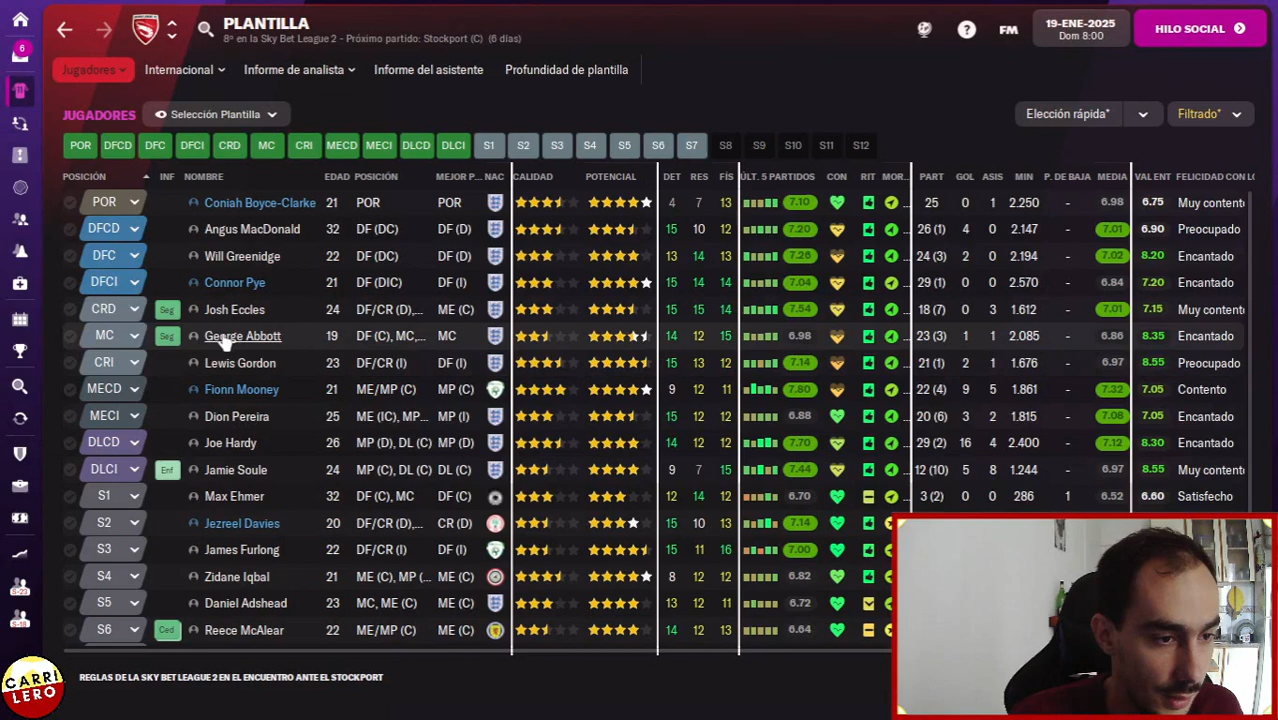 PLANTILLA
8º en la Sky Bet League 2 - Próximo partido: Stockport (C) (6 días)
FM
19-ENE-2025
Dom 8:00
HILO SOCIAL
6
Jugadores
Internacional
Informe de analista
Informe del asistente
Profundidad de plantilla
JUGADORES
Selección Plantilla
Elección rápida*
Filtrado*
POR DFCD DFC DFCI CRD MC CRI MECD MECI DLCD DLCI S1 S2 S3 S4 S5 S6 S7 S8 S9 S10 S11 S12
POSICIÓN INF NOMBRE EDAD POSICIÓN MEJOR P... NAC CALIDAD POTENCIAL DET RES FÍS ÚLT. 5 PARTIDOS CON RIT MOR... PART GOL ASIS MIN P. DE BAJA MEDIA VAL ENT FELICIDAD CON
POR Coniah Boyce-Clarke 21 POR POR 4 7 13 7.10 25 0 1 2.250 - 6.98 6.75 Muy contento
DFCD Angus MacDonald 32 DF (DC) DF (D) 15 10 12 7.20 26 (1) 4 0 2.147 - 7.01 6.90 Preocupado
DFC Will Greenidge 22 DF (DC) DF (D) 13 14 13 7.26 24 (3) 2 0 2.194 - 7.02 8.20 Encantado
DFCI Connor Pye 21 DF (DIC) DF (D) 13 14 14 7.04 29 (1) 0 0 2.570 - 6.84 7.20 Encantado
CRD Seg Josh Eccles 24 DF/CR (D)... ME (D) 15 15 14 7.54 24 (1) 0 3 1.612 - 7.01 7.15 Muy contento
MC Seg George Abbott 19 DF (C), MC,... MC 14 12 15 6.98 23 (3) 1 1 2.085 - 6.86 8.35 Encantado
CRI Lewis Gordon 23 DF/CR (I) DF (I) 15 12 13 7.14 21 (1) 0 2 1.676 - 6.97 8.55 Encantado
MECD Fionn Mooney 21 ME/MP (C) MP (C) 9 12 11 7.80 22 (4) 9 5 1.861 - 7.32 7.05 Contento
MECI Dion Pereira 25 ME (IC), MP... MP (I) 15 12 12 6.88 20 (6) 3 2 1.815 - 7.08 7.05 Encantado
DLCD Joe Hardy 26 MP (D), DL (C) MP (D) 14 12 12 7.70 29 (2) 16 4 2.400 - 7.12 8.30 Encantado
DLCI Enf Jamie Soule 24 MP (C), DL (C) DL (C) 9 7 15 7.44 12 (10) 5 8 1.244 - 6.97 8.55 Muy contento
S1 Max Ehmer 32 DF (C), MC DF (C) 12 14 12 6.70 3 (2) 0 0 286 1 6.52 6.60 Satisfecho
S2 Jezreel Davies 20 DF/CR (D),... CR (D) 15 10 13 7.14
S3 James Furlong 22 DF/CR (I) DF (I) 15 11 16 7.00
S4 Zidane Iqbal 21 ME (C), MP (... ME (C) 8 12 12 6.82
S5 Daniel Adshead 23 MC, ME (C) ME (C) 13 12 11 6.72
S6 Ced Reece McAlear 22 ME/MP (C) ME (C) 14 12 13 6.64
REGLAS DE LA SKY BET LEAGUE 2 EN EL ENCUENTRO ANTE EL STOCKPORT
S-23
S-18
CARRI
LERO